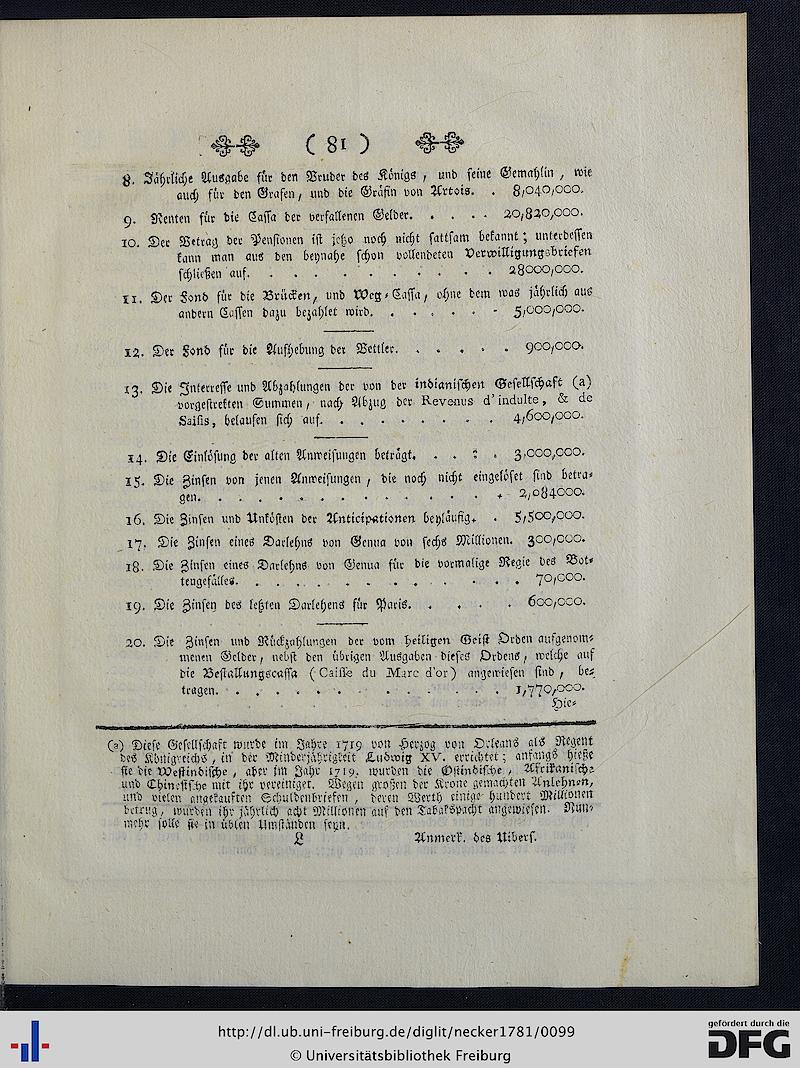 ( 81 )
8. Jährliche Ausgabe für den Bruder des Königs, und seine Gemahlin, wie
auch für den Grafen, und die Gräfin von Artois. . 8,040,000.
9. Renten für die Cassa der verfallenen Gelder. . . . . 20,820,000.
10. Der Betrag der Pensionen ist jetzo noch nicht sattsam bekannt; unterdessen
kann man aus den beynahe schon vollendeten Verwilligungsbriefen
schließen auf. . . . . . . . . . . 28000,000.
11. Der Fond für die Brücken, und Weg-Cassa, ohne dem was jährlich aus
andern Cassen dazu bezahlet wird. . . . . . . 5,000,000.
12. Der Fond für die Aufhebung der Bettler. . . . . . 900,000.
13. Die Interresse und Abzahlungen der von der indianischen Gesellschaft (a)
vorgestrekten Summen, nach Abzug der Revenus d'indulte, & de
Saisis, belaufen sich auf. . . . . . . . . 4,600,000.
14. Die Einlösung der alten Anweisungen beträgt. . . . . 3,000,000.
15. Die Zinsen von jenen Anweisungen, die noch nicht eingelöset sind betra-
gen. . . . . . . . . . . . . . 2,084000.
16. Die Zinsen und Unkösten der Anticipationen beyläufig. . 5,500,000.
17. Die Zinsen eines Darlehns von Genua von sechs Millionen. 300,000.
18. Die Zinsen eines Darlehns von Genua für die vormalige Regie des Bot-
tengefälles. . . . . . . . . . . . . 70,000.
19. Die Zinsen des letzten Darlehens für Paris. . . . . 600,000.
20. Die Zinsen und Rückzahlungen der vom heiligen Geist Orden aufgenom-
menen Gelder, nebst den übrigen Ausgaben dieses Ordens, welche auf
die Bestallungscassa (Caisse du Marc d'or) angewiesen sind, be-
tragen. . . . . . . . . . . . . . 1,770,000.
Hie-
(a) Diese Gesellschaft wurde im Jahre 1719 von Herzog von Orleans als Regent
des Königreichs, in der Minderjährigkeit Ludwig XV. errichtet; anfangs hieße
sie die Westindische, aber im Jahr 1719. wurden die Ostindische, Afrikanische
und Chinesische mit ihr vereiniget. Wegen großen der Krone gemachten Anlehnen,
und vielen angekauften Schuldenbriefen, deren Werth einige hundert Millionen
betrug, wurden ihr jährlich acht Millionen auf den Tabakspacht angewiesen. Nun-
mehr solle sie in üblen Umständen seyn.
L Anmerk. des Uibers.
http://dl.ub.uni-freiburg.de/diglit/necker1781/0099
© Universitätsbibliothek Freiburg
gefördert durch die
DFG